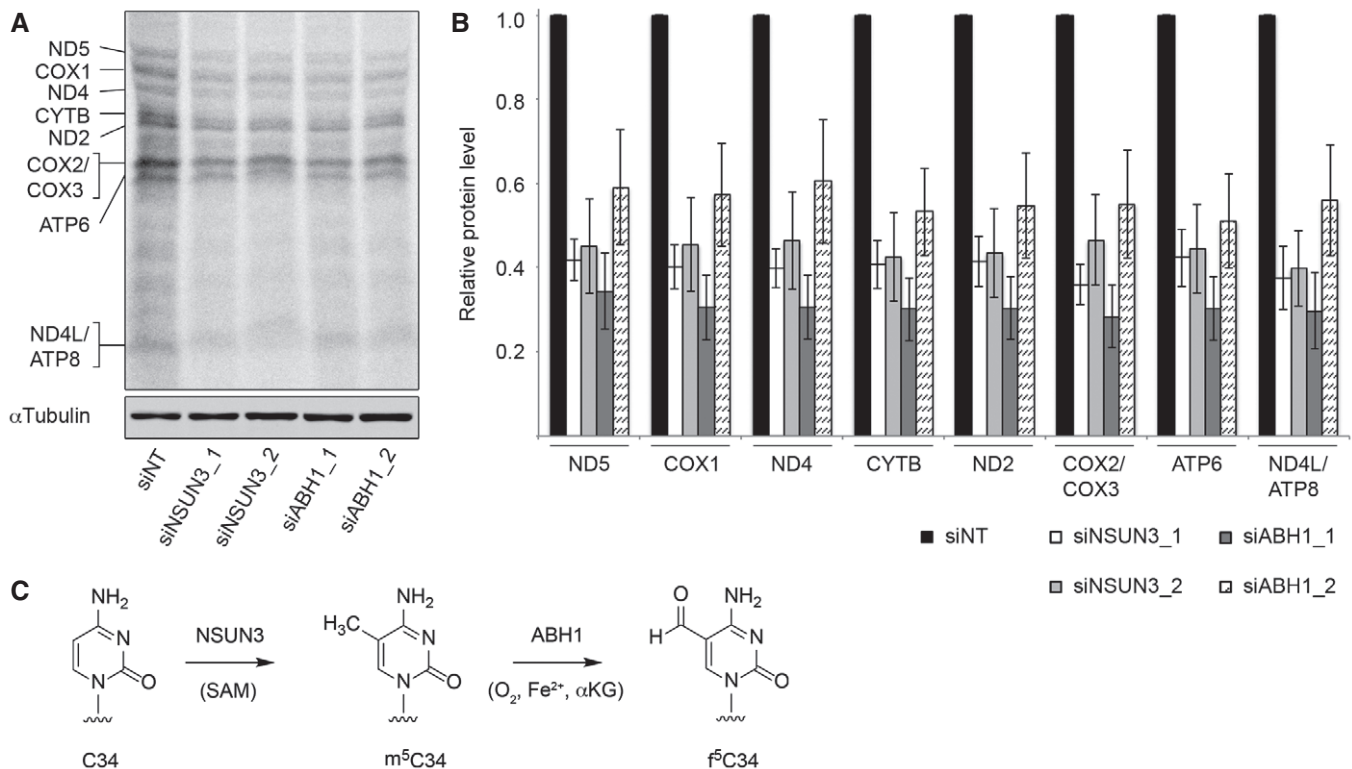 A
ND5
COX1
ND4
CYTB
ND2
COX2/
COX3
ATP6
ND4L/
ATP8
αTubulin
siNT
siNSUN3_1
siNSUN3_2
siABH1_1
siABH1_2
B
Relative protein level
1.0
0.8
0.6
0.4
0.2
ND5
COX1
ND4
CYTB
ND2
COX2/
COX3
ATP6
ND4L/
ATP8
siNT
siNSUN3_1
siABH1_1
siNSUN3_2
siABH1_2
C
NH₂
N
N
O
C34
NSUN3
(SAM)
H₃C
NH₂
N
N
O
m⁵C34
ABH1
(O₂, Fe²⁺, αKG)
O
H
NH₂
N
N
O
f⁵C34